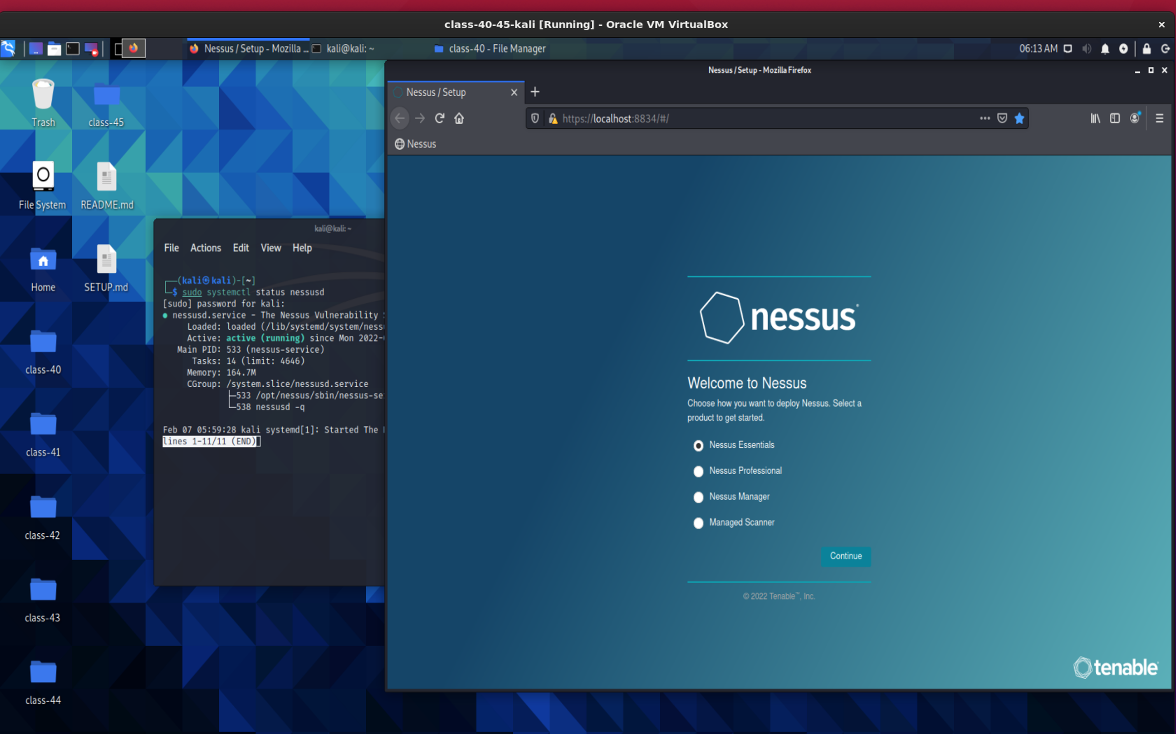 class-40-45-kali [Running] - Oracle VM VirtualBox
Nessus / Setup - Mozilla ...
kali@kali: ~
class-40 - File Manager
06:13 AM
Trash
class-45
File System
README.md
Home
SETUP.md
class-40
class-41
class-42
class-43
class-44
kali@kali: ~
File Actions Edit View Help
(kali㉿kali)-[~]
$ sudo systemctl status nessusd
[sudo] password for kali:
● nessusd.service - The Nessus Vulnerability
Loaded: loaded (/lib/systemd/system/ness
Active: active (running) since Mon 2022-
Main PID: 533 (nessus-service)
Tasks: 14 (limit: 4646)
Memory: 164.7M
CGroup: /system.slice/nessusd.service
├─533 /opt/nessus/sbin/nessus-se
└─538 nessusd -q
Feb 07 05:59:28 kali systemd[1]: Started The
lines 1-11/11 (END)
Nessus / Setup - Mozilla Firefox
Nessus / Setup
https://localhost:8834/#/
Nessus
nessus
Welcome to Nessus
Choose how you want to deploy Nessus. Select a
product to get started.
Nessus Essentials
Nessus Professional
Nessus Manager
Managed Scanner
Continue
© 2022 Tenable™, Inc.
tenable